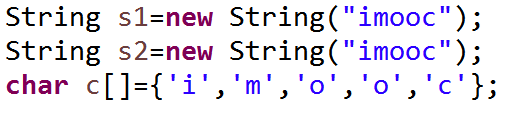 String s1=new String("imooc");
String s2=new String("imooc");
char c[]={'i','m','o','o','c'};